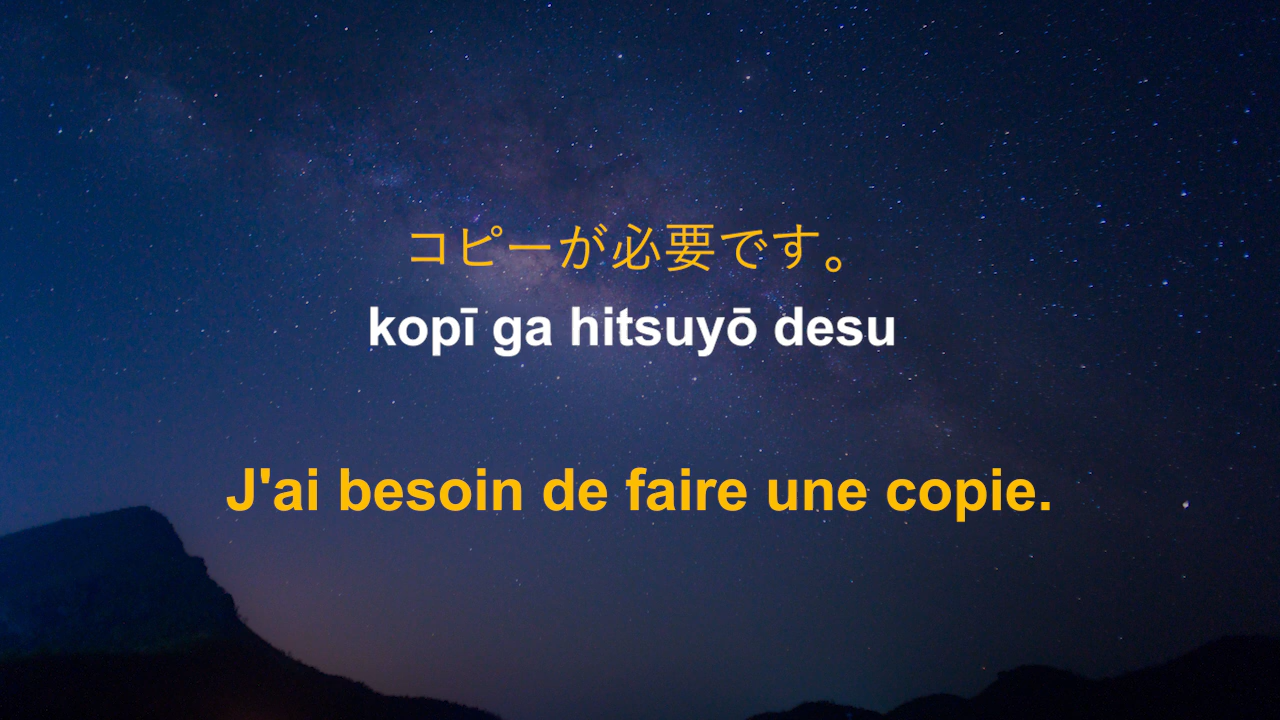 コピーが必要です。
kopī ga hitsuyō desu
J'ai besoin de faire une copie.